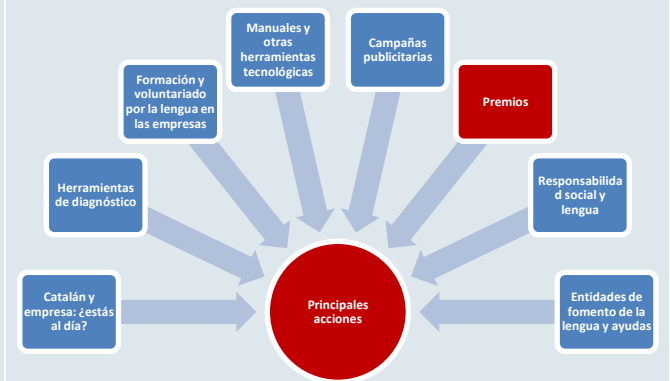 Manuales y
otras
herramientas
tecnológicas
Campañas
publicitarias
Formación y
voluntariado
por la lengua en
las empresas
Premios
Herramientas
de diagnóstico
Responsabilida
d social y
lengua
Catalán y
empresa: ¿estás
al día?
Principales
acciones
Entidades de
fomento de la
lengua y ayudas